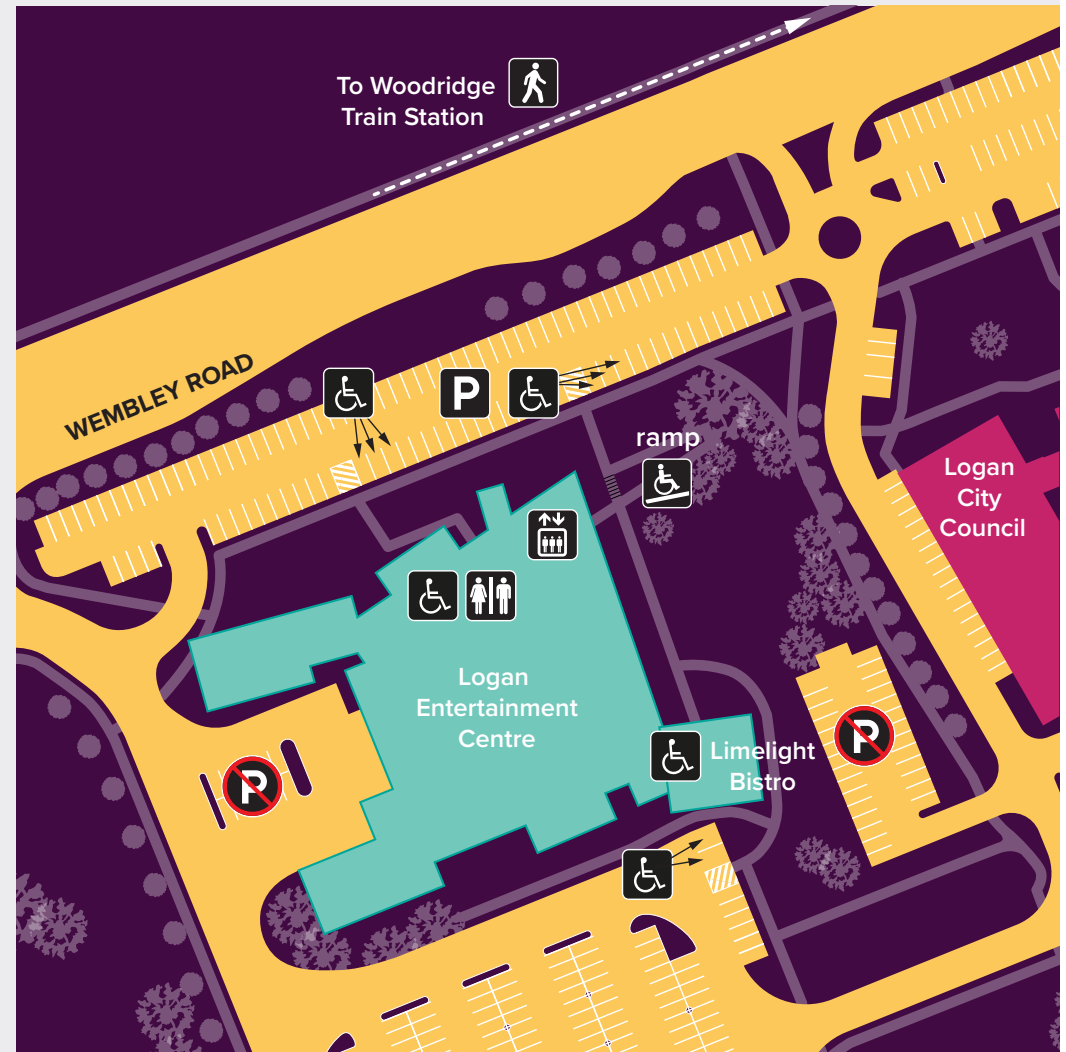 To Woodridge
Train Station
WEMBLEY ROAD
P
ramp
Logan
City
Council
Logan
Entertainment
Centre
Limelight
Bistro
P
P